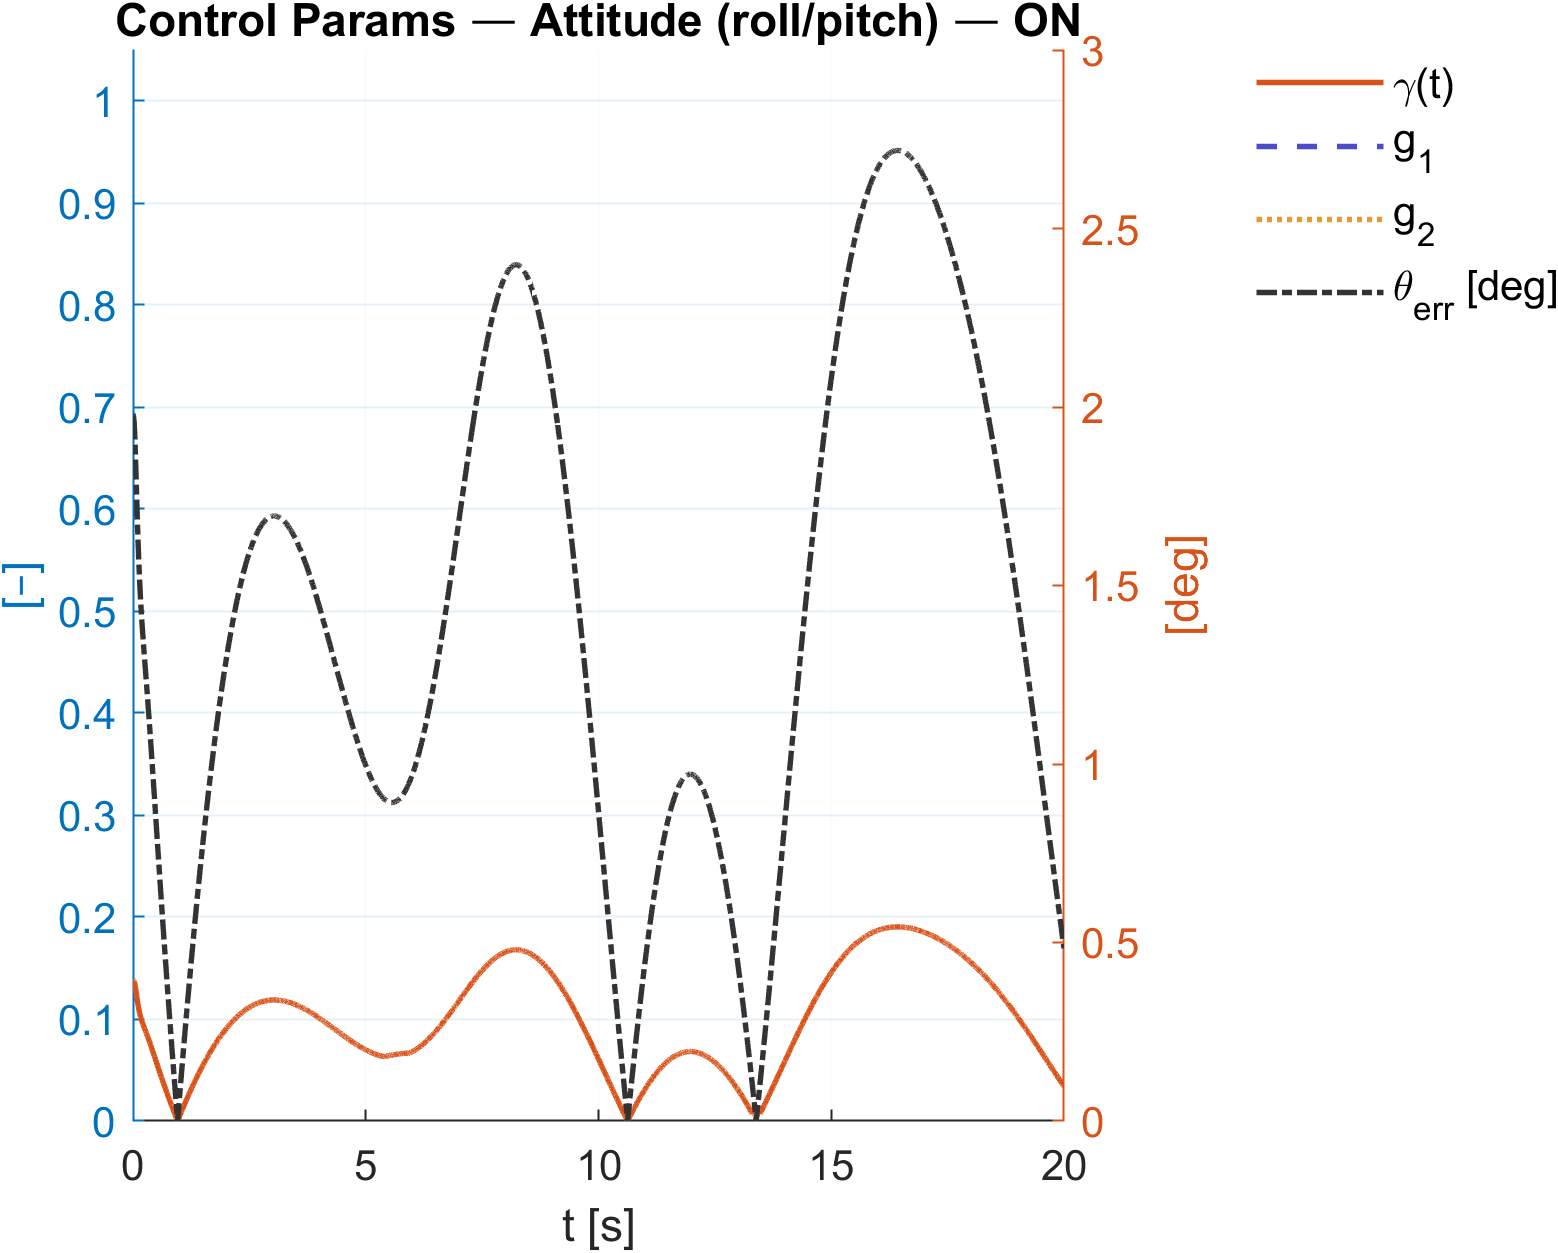 Control Params — Attitude (roll/pitch) — ON
1
0.9
0.8
0.7
0.6
0.5
0.4
0.3
0.2
0.1
0
[−]
3
2.5
2
1.5
1
0.5
0
[deg]
0 5 10 15 20
t [s]
γ(t)
g1
g2
θerr [deg]